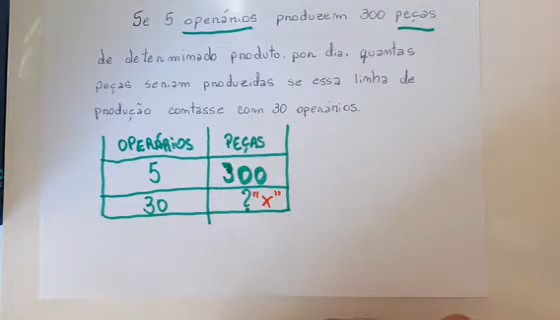 Se 5 operários produzem 300 peças
de determinado produto. por dia. quantas
peças seriam produzidas se essa linha de
produção contasse com 30 operários.
OPERÁRIOS PEÇAS
5 300
30 ? "x"